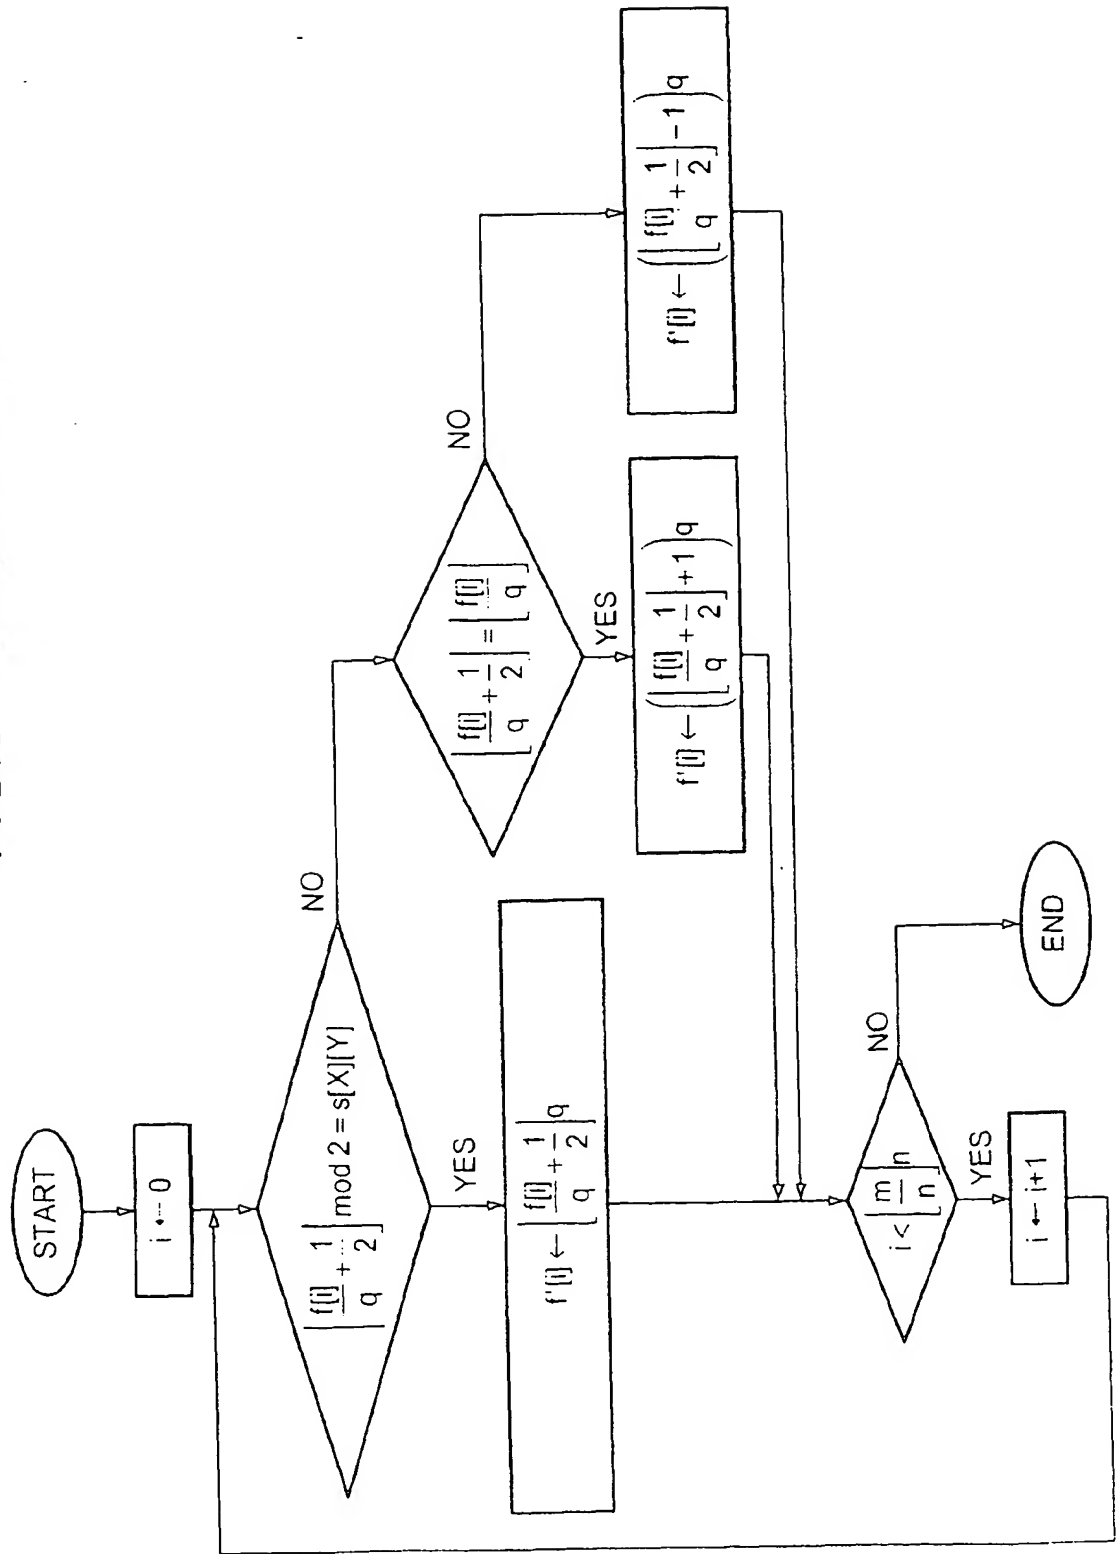 START
i ← 0
⌊f[i]/q + 1/2⌋ mod 2 = s[X][Y]
NO
YES
f'[i] ← ⌊f[i]/q + 1/2⌋q
⌊f[i]/q + 1/2⌋ = ⌊f[i]/q⌋
NO
YES
f'[i] ← (⌊f[i]/q + 1/2⌋ + 1)q
f'[i] ← (⌊f[i]/q + 1/2⌋ − 1)q
i < ⌊m/n⌋n
NO
YES
i ← i+1
END